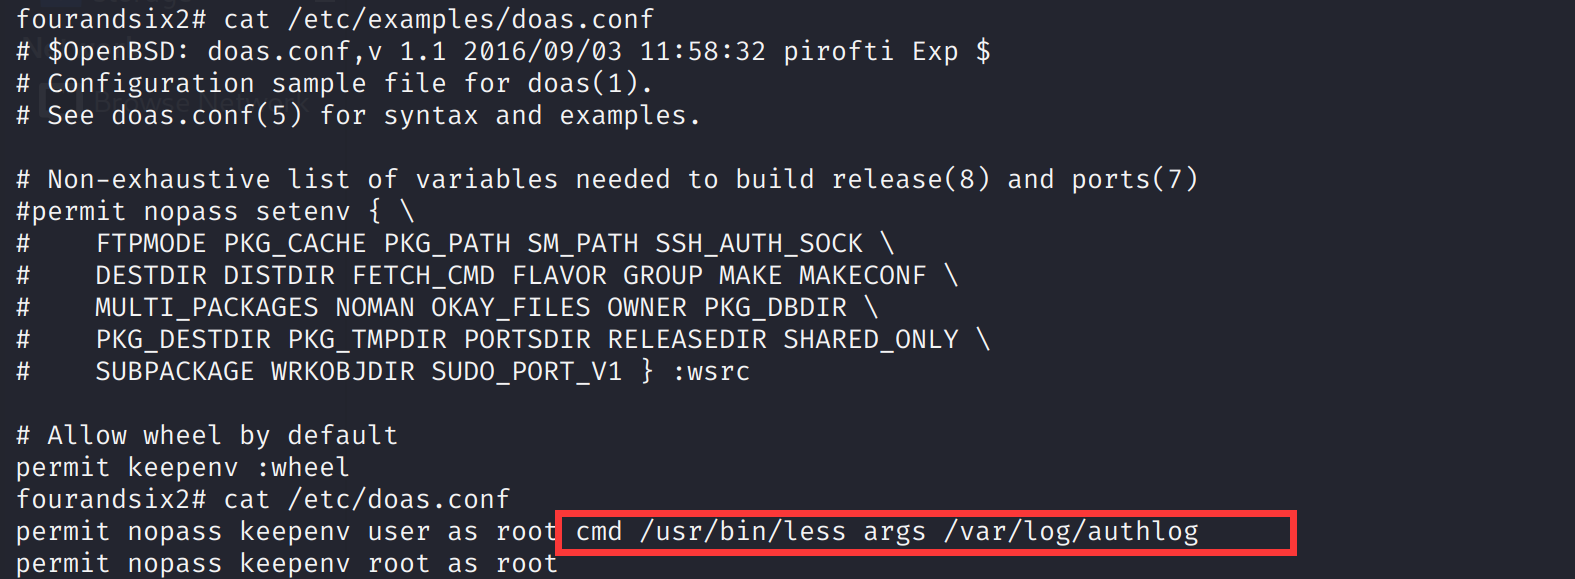 fourandsix2# cat /etc/examples/doas.conf
# $OpenBSD: doas.conf,v 1.1 2016/09/03 11:58:32 pirofti Exp $
# Configuration sample file for doas(1).
# See doas.conf(5) for syntax and examples.
# Non-exhaustive list of variables needed to build release(8) and ports(7)
#permit nopass setenv { \
#    FTPMODE PKG_CACHE PKG_PATH SM_PATH SSH_AUTH_SOCK \
#    DESTDIR DISTDIR FETCH_CMD FLAVOR GROUP MAKE MAKECONF \
#    MULTI_PACKAGES NOMAN OKAY_FILES OWNER PKG_DBDIR \
#    PKG_DESTDIR PKG_TMPDIR PORTSDIR RELEASEDIR SHARED_ONLY \
#    SUBPACKAGE WRKOBJDIR SUDO_PORT_V1 } :wsrc
# Allow wheel by default
permit keepenv :wheel
fourandsix2# cat /etc/doas.conf
permit nopass keepenv user as root cmd /usr/bin/less args /var/log/authlog
permit nopass keepenv root as root